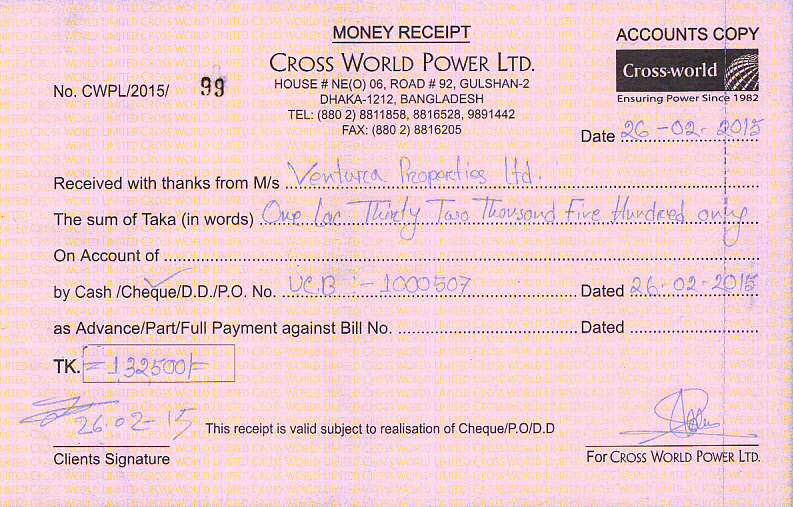 MONEY RECEIPT
ACCOUNTS COPY
CROSS WORLD POWER LTD.
Cross-world
Ensuring Power Since 1982
No. CWPL/2015/ 99
HOUSE # NE(O) 06, ROAD # 92, GULSHAN-2
DHAKA-1212, BANGLADESH
TEL: (880 2) 8811858, 8816528, 9891442
FAX: (880 2) 8816205
Date 26-02-2015
Received with thanks from M/s Ventura Properties Ltd.
The sum of Taka (in words) One Lac Thirty Two Thousand Five Hundred only
On Account of
by Cash /Cheque/D.D./P.O. No. UCB :- 1000507 Dated 26-02-2015
as Advance/Part/Full Payment against Bill No. Dated
TK. =132500/=
26.02-15
This receipt is valid subject to realisation of Cheque/P.O/D.D
Clients Signature
For CROSS WORLD POWER LTD.